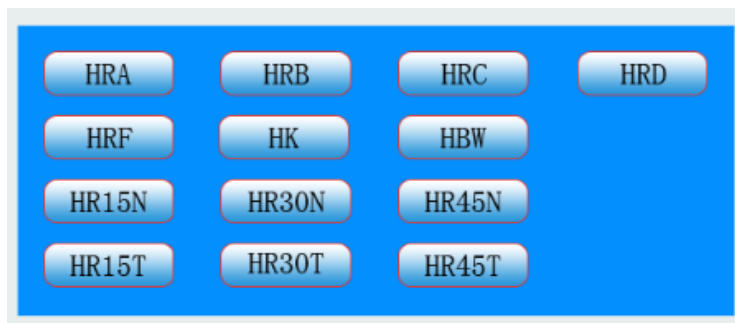 HRA HRB HRC HRD
HRF HK HBW
HR15N HR30N HR45N
HR15T HR30T HR45T